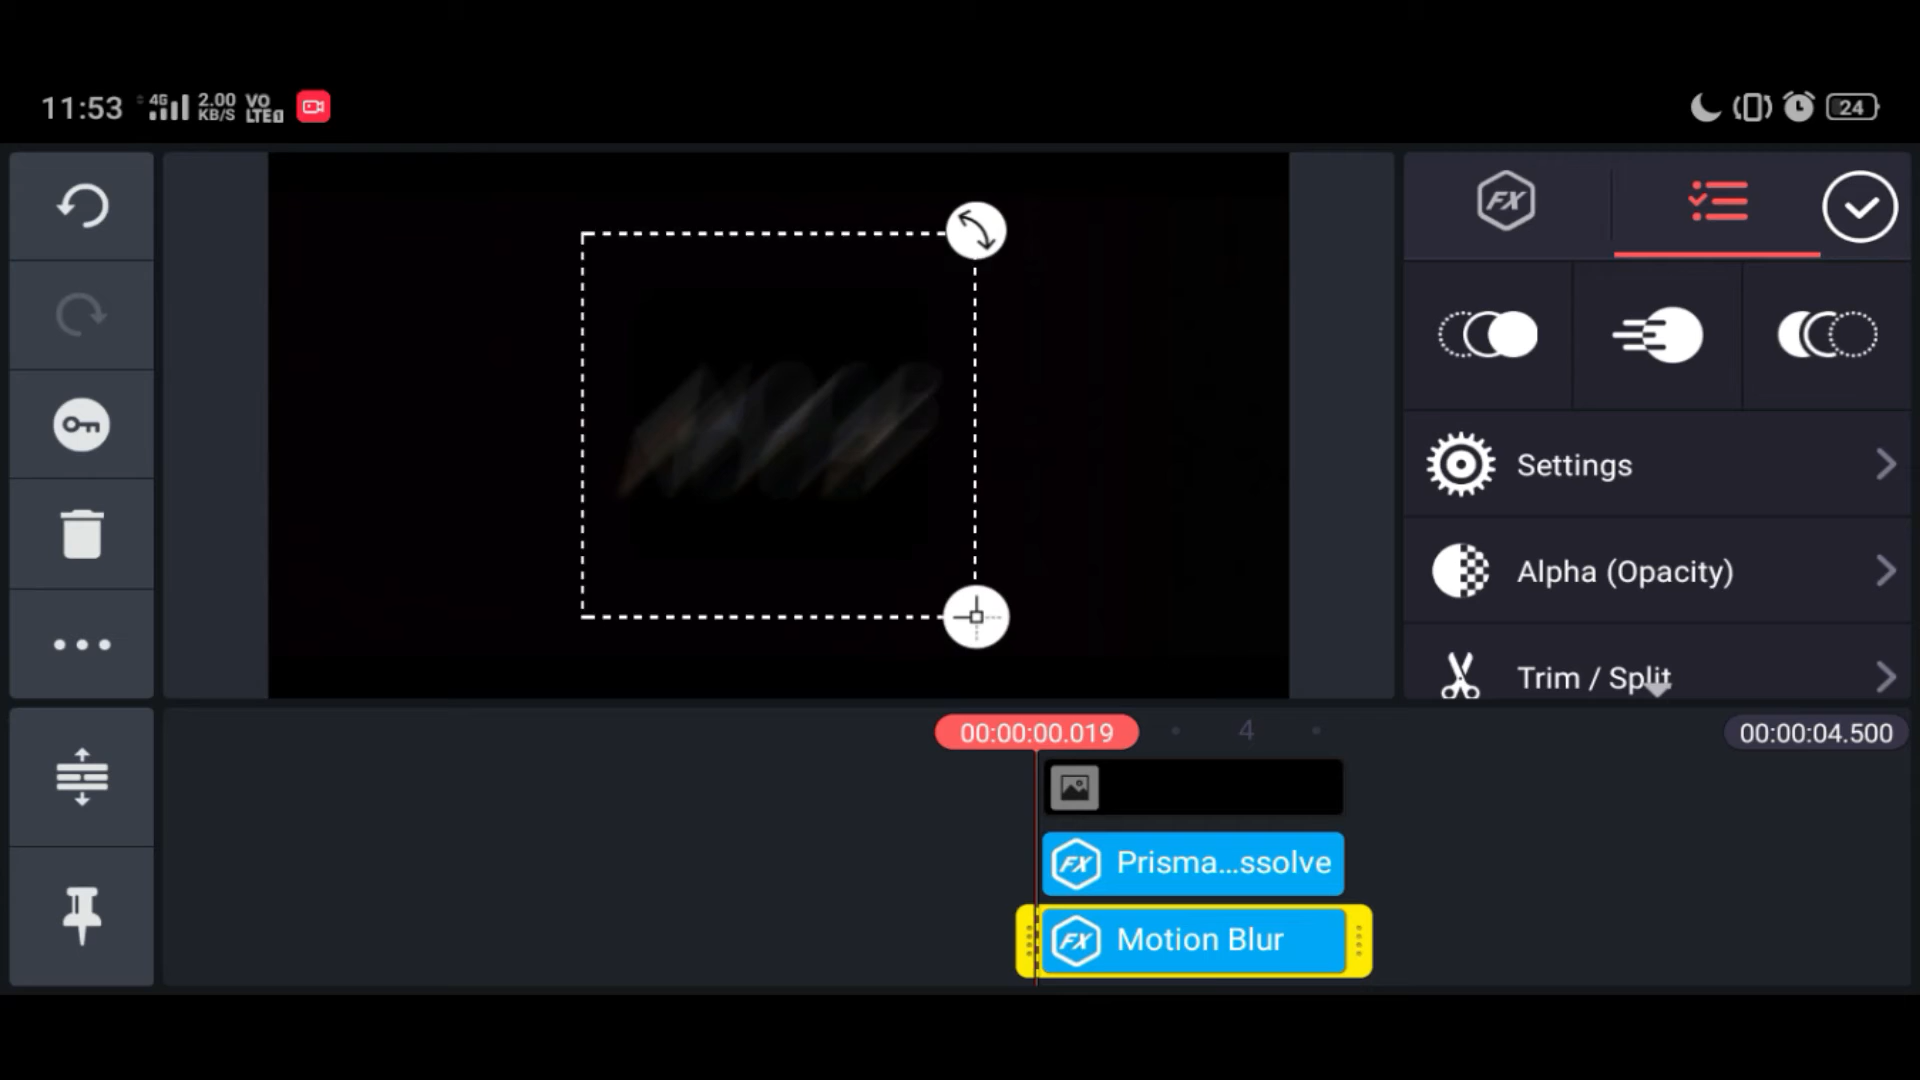 11:53 4G 2.00 KB/S VO LTE 24
FX
Settings
Alpha (Opacity)
Trim / Split
00:00:00.019 4 00:00:04.500
FX Prisma...ssolve
FX Motion Blur